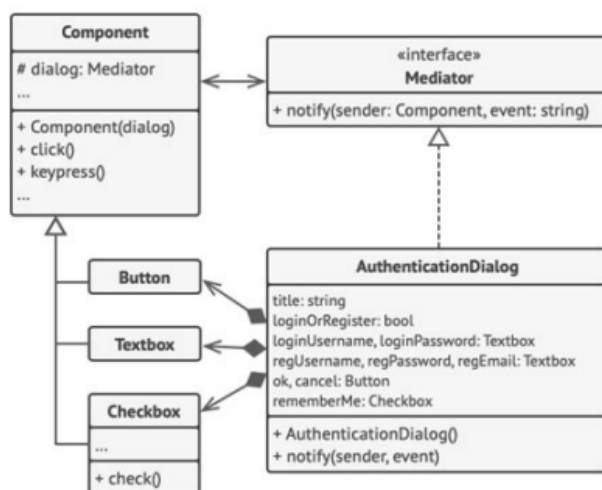 Component
# dialog: Mediator
...
+ Component(dialog)
+ click()
+ keypress()
...
«interface»
Mediator
+ notify(sender: Component, event: string)
Button
Textbox
Checkbox
...
+ check()
AuthenticationDialog
title: string
loginOrRegister: bool
loginUsername, loginPassword: Textbox
regUsername, regPassword, regEmail: Textbox
ok, cancel: Button
rememberMe: Checkbox
+ AuthenticationDialog()
+ notify(sender, event)